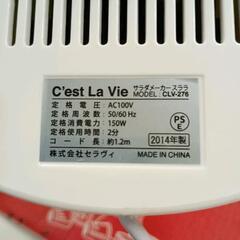 C'est La Vie サラダメーカースララ
MODEL: CLV-276
定格電圧：AC100V
定格周波数：50/60 Hz
定格消費電力：150W
定格使用時間：2分
コード長：約1.2m
株式会社セラヴィ
PSE
2014年製
MADE IN CHINA